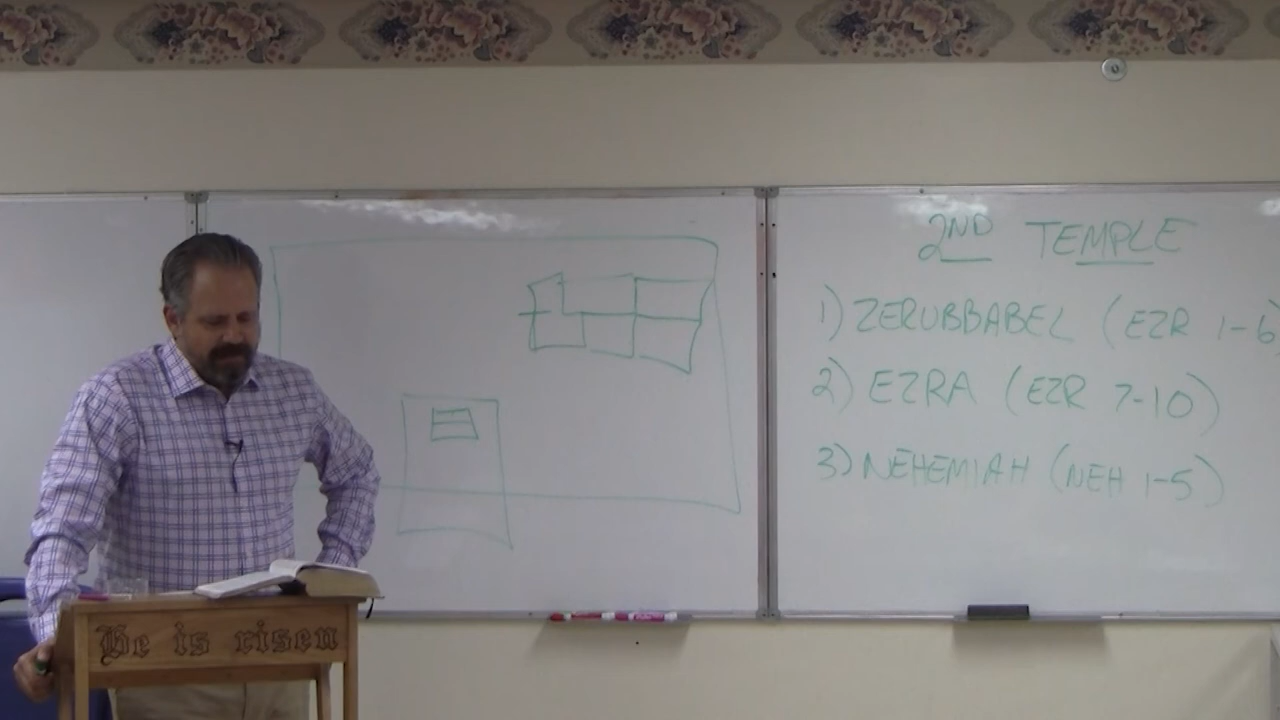 2ND TEMPLE
1) ZERUBBABEL (EZR 1-6)
2) EZRA (EZR 7-10)
3) NEHEMIAH (NEH 1-5)
He is risen